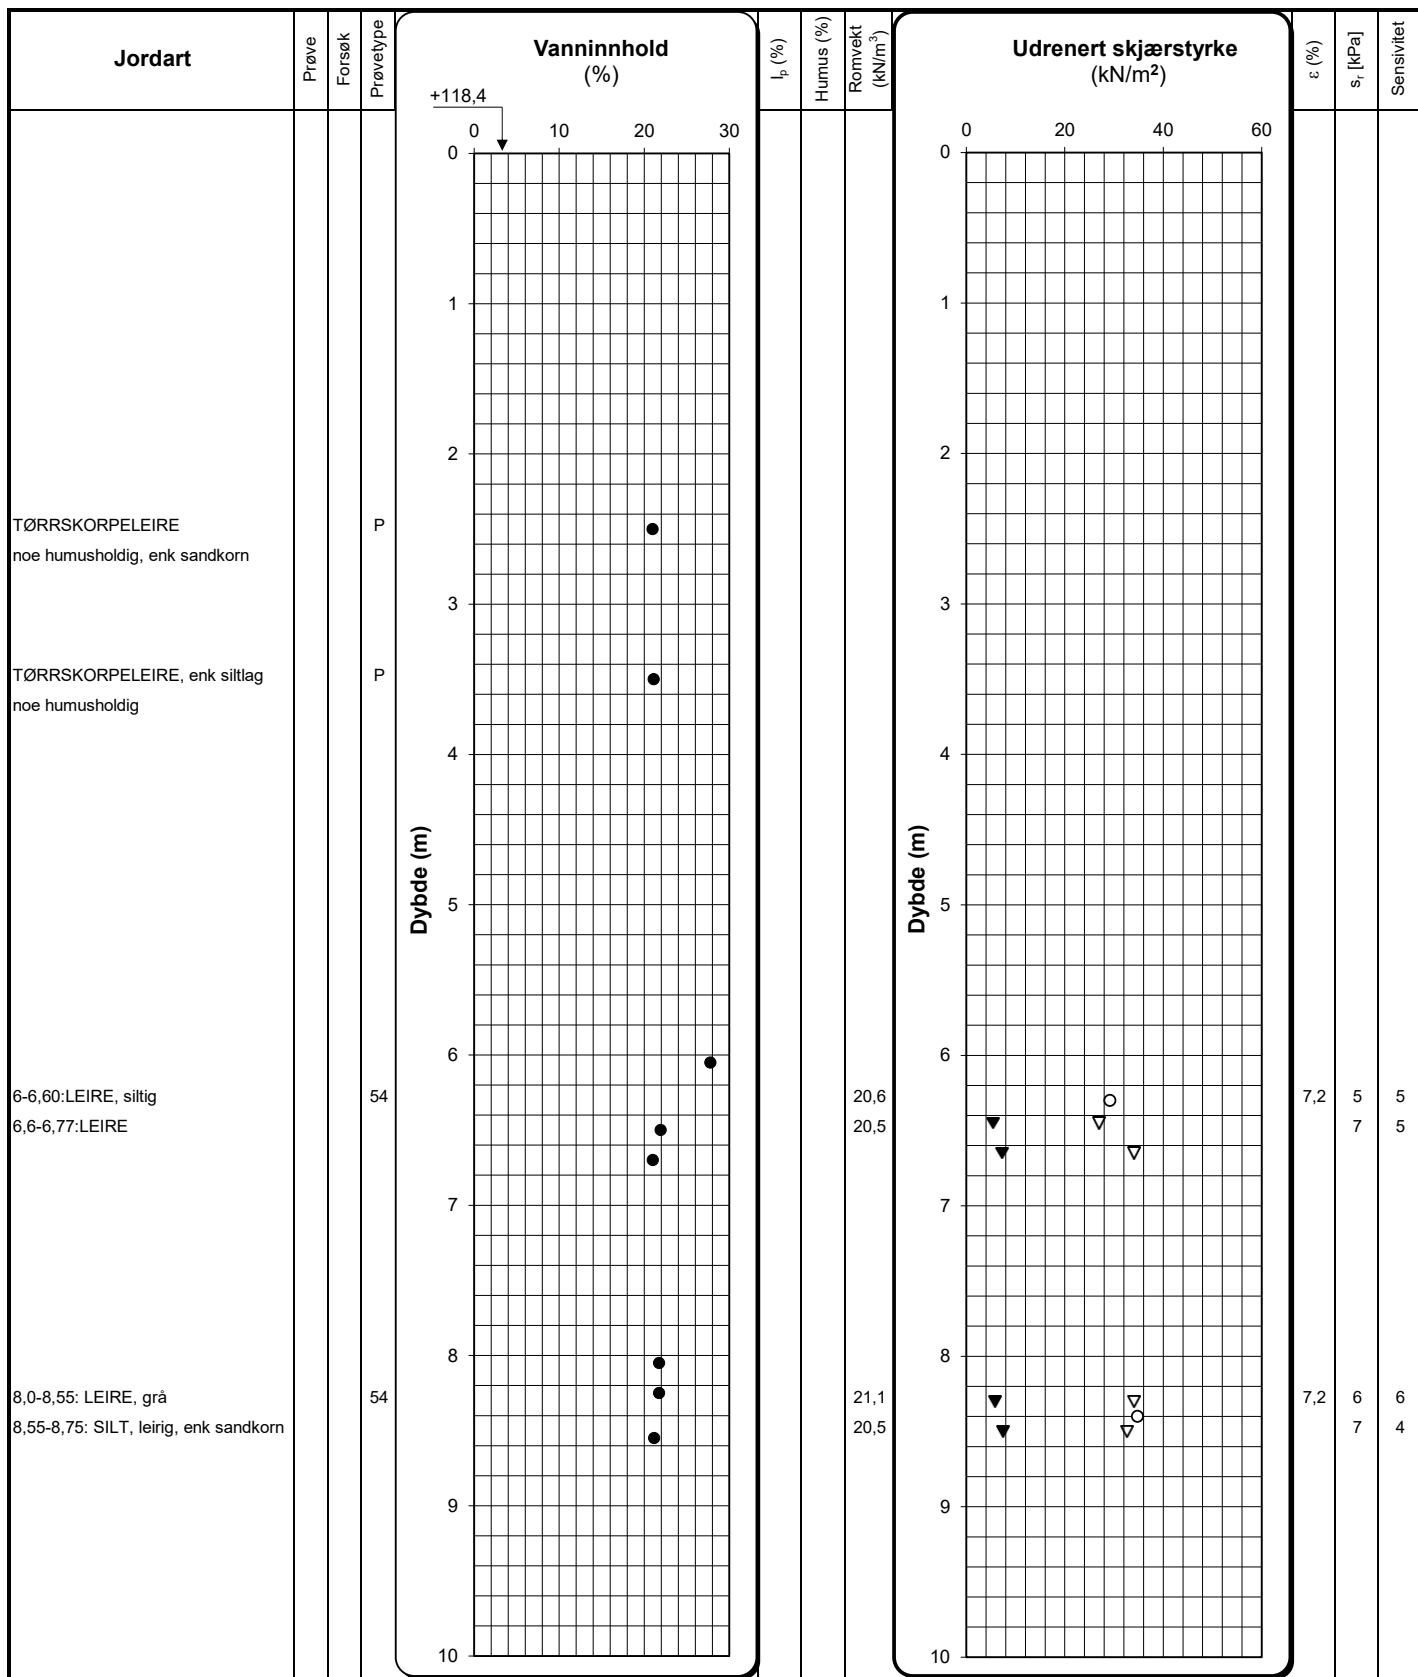 Jordart
Prøve
Forsøk
Prøvetype
Vanninnhold
(%)
+118,4
I_p (%)
Humus (%)
Romvekt
(kN/m³)
Udrenert skjærstyrke
(kN/m²)
ε (%)
s_r [kPa]
Sensivitet
0 10 20 30
0 20 40 60
0 0
1 1
2 2
TØRRSKORPELEIRE P
noe humusholdig, enk sandkorn
3 3
TØRRSKORPELEIRE, enk siltlag P
noe humusholdig
4 4
Dybde (m) Dybde (m)
5 5
6 6
6-6,60:LEIRE, siltig 54 20,6 7,2 5 5
6,6-6,77:LEIRE 20,5 7 5
7 7
8 8
8,0-8,55: LEIRE, grå 54 21,1 7,2 6 6
8,55-8,75: SILT, leirig, enk sandkorn 20,5 7 4
9 9
10 10